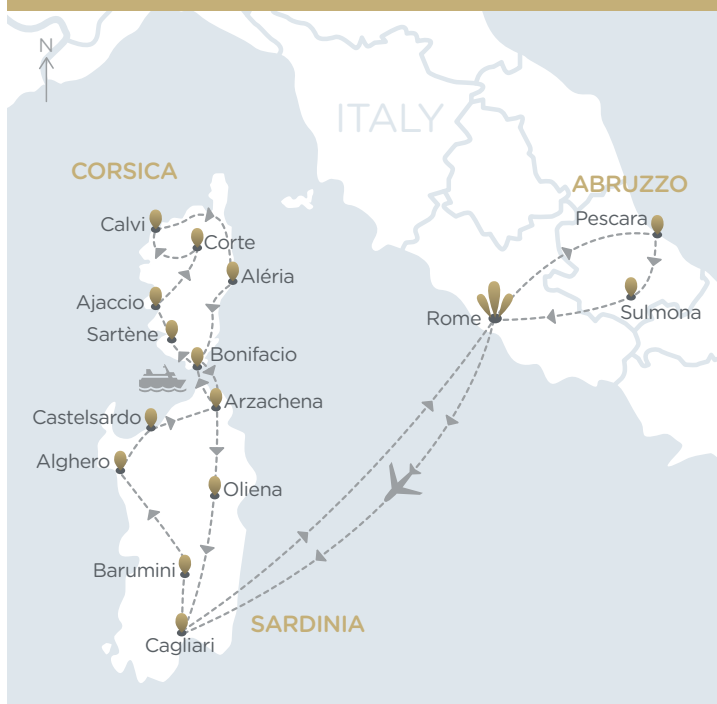 N
ITALY
CORSICA
ABRUZZO
Calvi
Pescara
Corte
Aléria
Ajaccio
Sulmona
Rome
Sartène
Bonifacio
Arzachena
Castelsardo
Alghero
Oliena
Barumini
SARDINIA
Cagliari